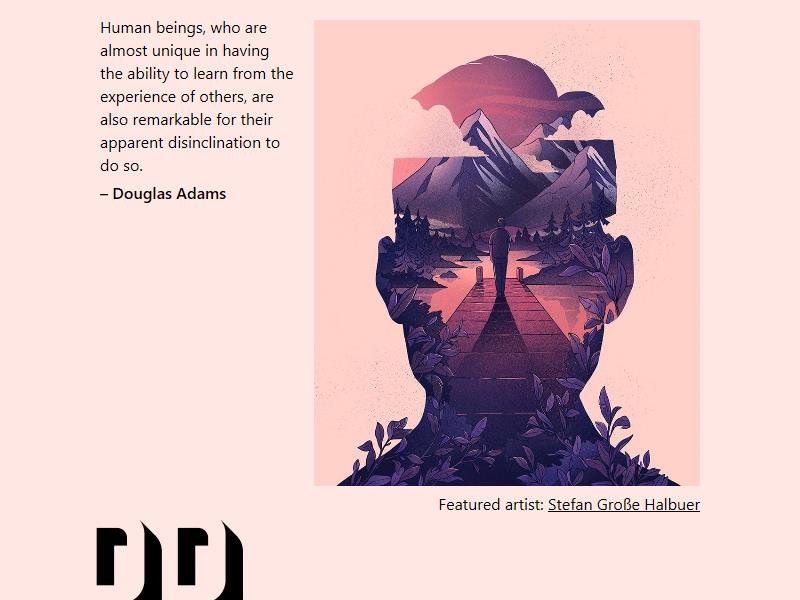 Human beings, who are
almost unique in having
the ability to learn from the
experience of others, are
also remarkable for their
apparent disinclination to
do so.
– Douglas Adams
Featured artist: Stefan Große Halbuer